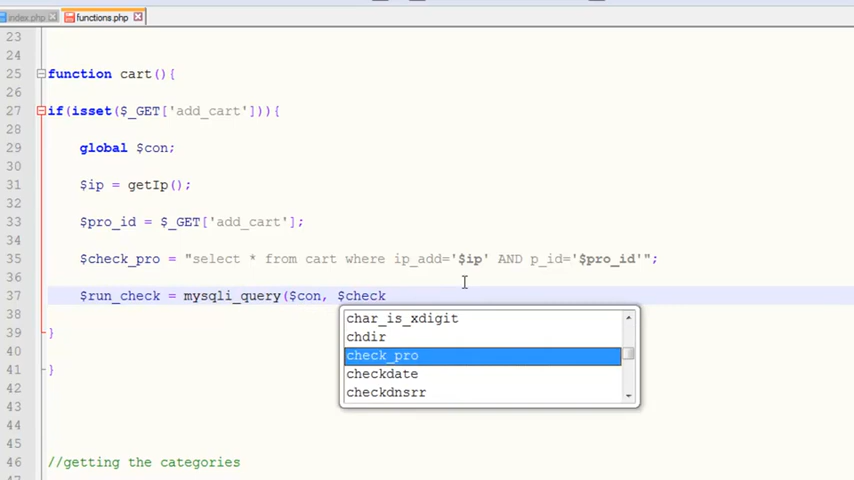 index.php functions.php
23
24
25 function cart(){
26
27 if(isset($_GET['add_cart'])){
28
29 global $con;
30
31 $ip = getIp();
32
33 $pro_id = $_GET['add_cart'];
34
35 $check_pro = "select * from cart where ip_add='$ip' AND p_id='$pro_id'";
36
37 $run_check = mysqli_query($con, $check
38 char_is_xdigit
chdir
39 }
check_pro
40
checkdate
41 }
checkdnsrr
42
43
44
45
46 //getting the categories